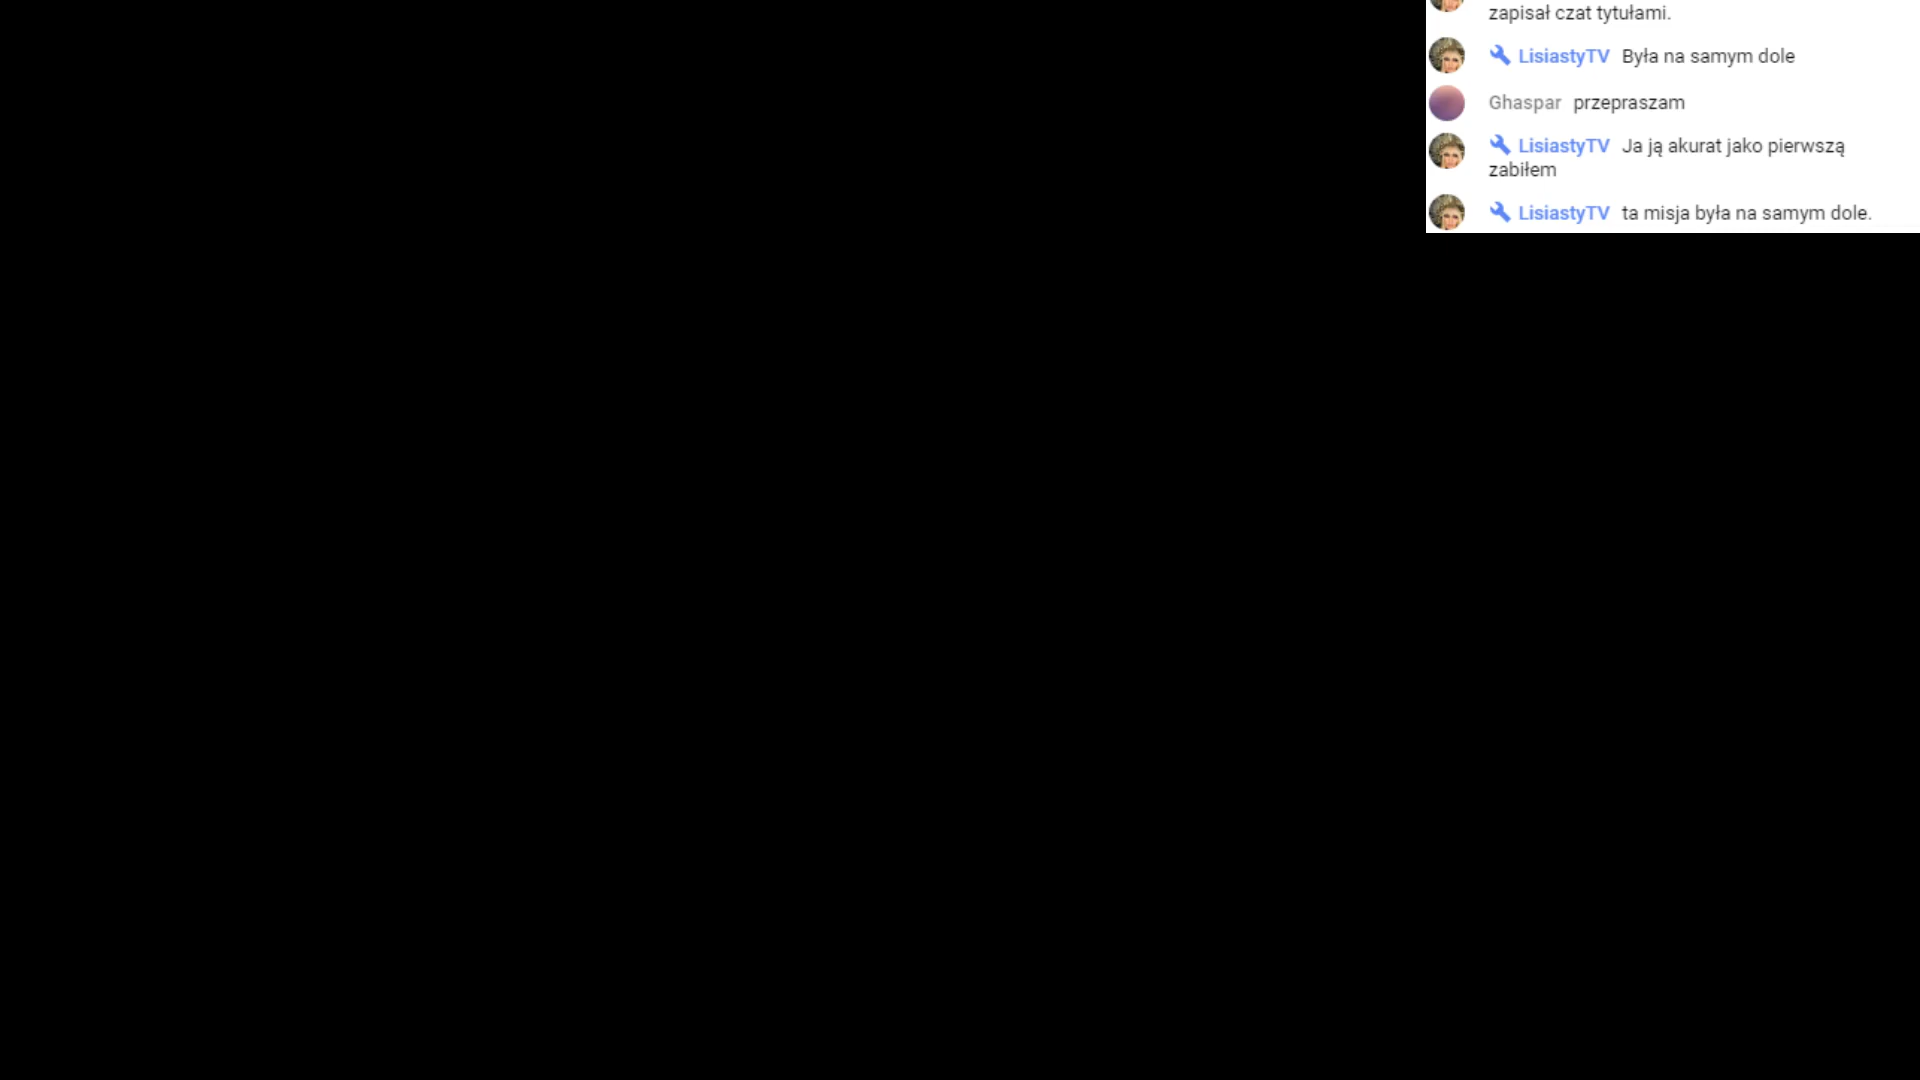 zapisał czat tytułami.
LisiastyTV Była na samym dole
Ghaspar przepraszam
LisiastyTV Ja ją akurat jako pierwszą
zabiłem
LisiastyTV ta misja była na samym dole.